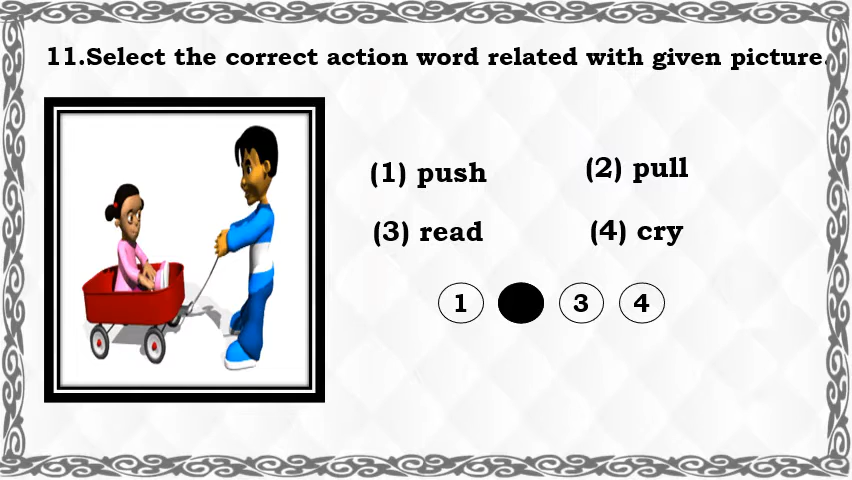 11.Select the correct action word related with given picture.
(1) push (2) pull
(3) read (4) cry
1 3 4